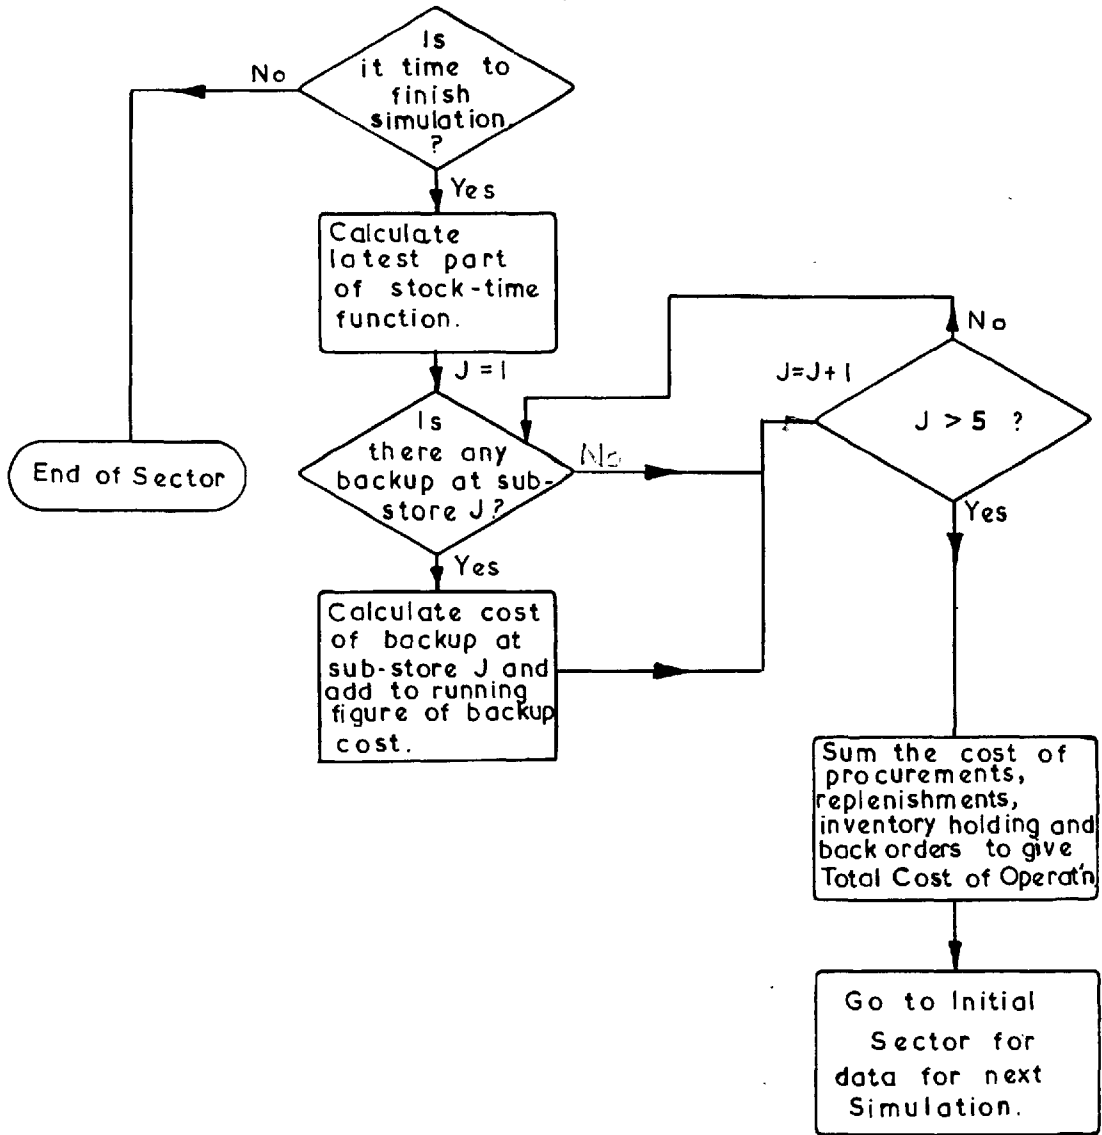 Is
it time to
finish
simulation
?
No
Yes
Calculate
latest part
of stock-time
function.
J = 1
Is
there any
backup at sub-
store J?
No
Yes
Calculate cost
of backup at
sub-store J and
add to running
figure of backup
cost.
J=J+1
J > 5 ?
No
Yes
End of Sector
Sum the cost of
procurements,
replenishments,
inventory holding and
back orders to give
Total Cost of Operat'n
Go to Initial
Sector for
data for next
Simulation.